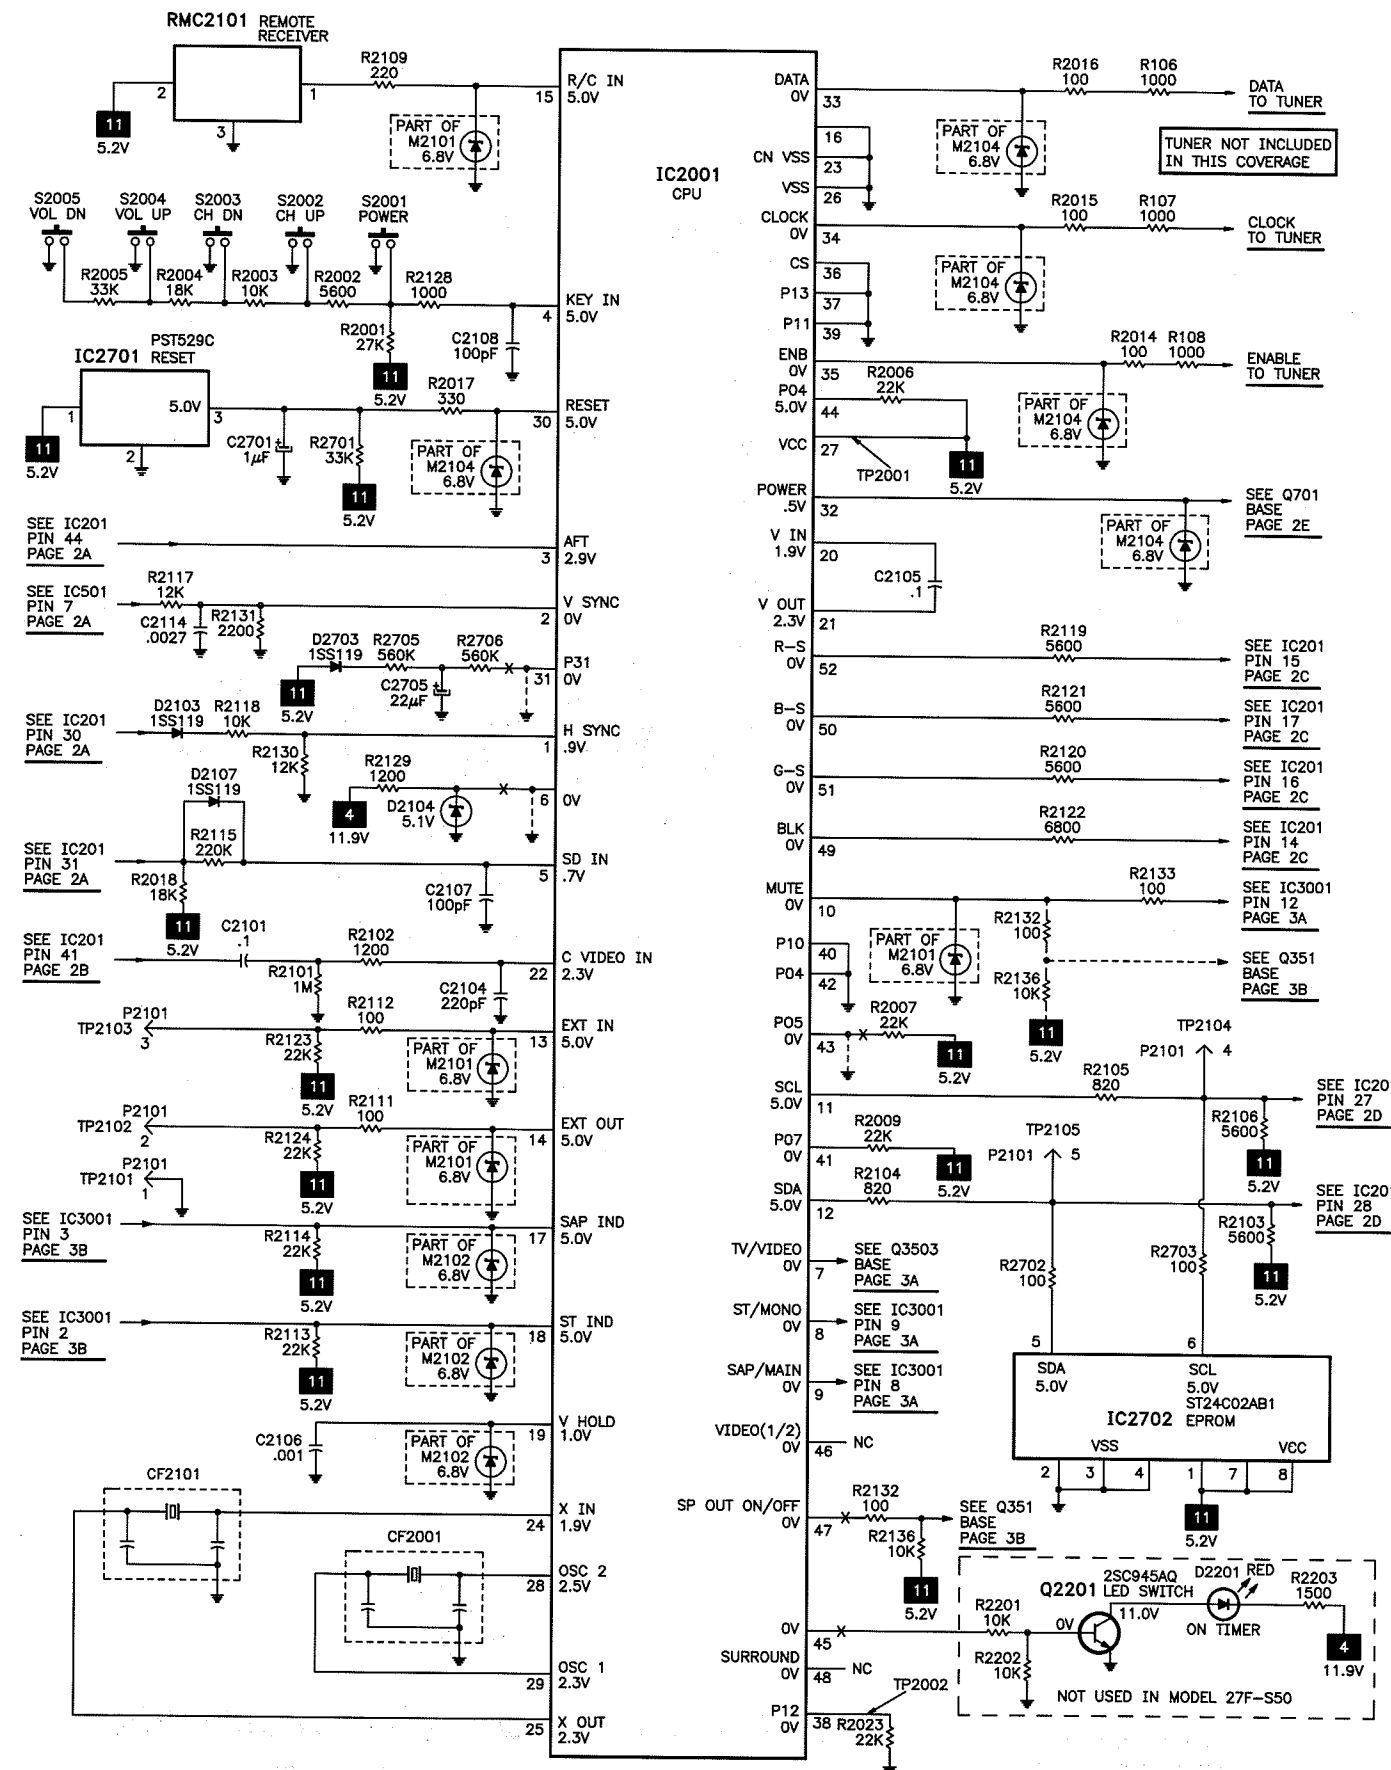 RMC2101 REMOTE
RECEIVER
2
1
3
11
5.2V
R2109
220
R/C IN
15 5.0V
PART OF
M2101
6.8V
S2005
VOL DN
S2004
VOL UP
S2003
CH DN
S2002
CH UP
S2001
POWER
R2005
33K
R2004
18K
R2003
10K
R2002
5600
R2128
1000
KEY IN
4 5.0V
R2001
27K
11
5.2V
C2108
100pF
PST529C
IC2701 RESET
5.0V
1
3
2
11
5.2V
C2701
1µF
+
R2701
33K
11
5.2V
R2017
330
RESET
30 5.0V
PART OF
M2104
6.8V
SEE IC201
PIN 44
PAGE 2A
AFT
3 2.9V
SEE IC501
PIN 7
PAGE 2A
R2117
12K
C2114
.0027
R2131
2200
V SYNC
2 0V
D2703
1SS119
R2705
560K
R2706
560K
X
P31
31 0V
11
5.2V
C2705
22µF
+
SEE IC201
PIN 30
PAGE 2A
D2103
1SS119
R2118
10K
R2130
12K
H SYNC
1 .9V
R2129
1200
4
11.9V
D2104
5.1V
X
6 0V
D2107
1SS119
R2115
220K
SEE IC201
PIN 31
PAGE 2A
R2018
18K
11
5.2V
C2107
100pF
SD IN
5 .7V
SEE IC201
PIN 41
PAGE 2B
C2101
.1
R2101
1M
R2102
1200
C2104
220pF
C VIDEO IN
22 2.3V
TP2103
P2101
3
R2112
100
R2123
22K
11
5.2V
PART OF
M2101
6.8V
EXT IN
13 5.0V
TP2102
P2101
2
R2111
100
R2124
22K
11
5.2V
PART OF
M2101
6.8V
EXT OUT
14 5.0V
TP2101
P2101
1
SEE IC3001
PIN 3
PAGE 3B
R2114
22K
11
5.2V
PART OF
M2102
6.8V
SAP IND
17 5.0V
SEE IC3001
PIN 2
PAGE 3B
R2113
22K
11
5.2V
PART OF
M2102
6.8V
ST IND
18 5.0V
C2106
.001
PART OF
M2102
6.8V
V HOLD
19 1.0V
CF2101
X IN
24 1.9V
CF2001
OSC 2
28 2.5V
OSC 1
29 2.3V
X OUT
25 2.3V
IC2001
CPU
DATA
0V 33
R2016
100
R106
1000
DATA
TO TUNER
PART OF
M2104
6.8V
TUNER NOT INCLUDED
IN THIS COVERAGE
16
CN VSS
23
VSS
26
CLOCK
0V 34
R2015
100
R107
1000
CLOCK
TO TUNER
PART OF
M2104
6.8V
CS
36
P13
37
P11
39
ENB
0V 35
R2014
100
R108
1000
ENABLE
TO TUNER
PART OF
M2104
6.8V
P04
5.0V 44
R2006
22K
VCC
27
TP2001
11
5.2V
POWER
.5V 32
PART OF
M2104
6.8V
SEE Q701
BASE
PAGE 2E
V IN
1.9V 20
C2105
.1
V OUT
2.3V 21
R-S
0V 52
R2119
5600
SEE IC201
PIN 15
PAGE 2C
B-S
0V 50
R2121
5600
SEE IC201
PIN 17
PAGE 2C
G-S
0V 51
R2120
5600
SEE IC201
PIN 16
PAGE 2C
BLK
0V 49
R2122
6800
SEE IC201
PIN 14
PAGE 2C
MUTE
0V 10
R2133
100
SEE IC3001
PIN 12
PAGE 3A
PART OF
M2101
6.8V
R2132
100
SEE Q351
BASE
PAGE 3B
R2136
10K
11
5.2V
P10
40
P04
42
P05
0V 43
X
R2007
22K
11
5.2V
TP2104
P2101 4
SCL
5.0V 11
R2105
820
R2106
5600
11
5.2V
SEE IC20
PIN 27
PAGE 2D
P07
0V 41
R2009
22K
11
5.2V
TP2105
P2101 5
SDA
5.0V 12
R2104
820
R2103
5600
11
5.2V
SEE IC20
PIN 28
PAGE 2D
TV/VIDEO
0V 7
SEE Q3503
BASE
PAGE 3A
R2702
100
R2703
100
ST/MONO
0V 8
SEE IC3001
PIN 9
PAGE 3A
SAP/MAIN
0V 9
SEE IC3001
PIN 8
PAGE 3A
5
6
SDA
5.0V
SCL
5.0V
ST24C02AB1
IC2702 EPROM
VSS
VCC
2 3 4 1 7 8
11
5.2V
VIDEO(1/2)
0V 46 NC
SP OUT ON/OFF
0V 47
X
R2132
100
R2136
10K
11
5.2V
SEE Q351
BASE
PAGE 3B
0V 45
X
R2201
10K
R2202
10K
0V
2SC945AQ
Q2201 LED SWITCH
11.0V
D2201 RED
ON TIMER
R2203
1500
4
11.9V
NOT USED IN MODEL 27F-S50
SURROUND
0V 48 NC
TP2002
P12
0V 38
R2023
22K